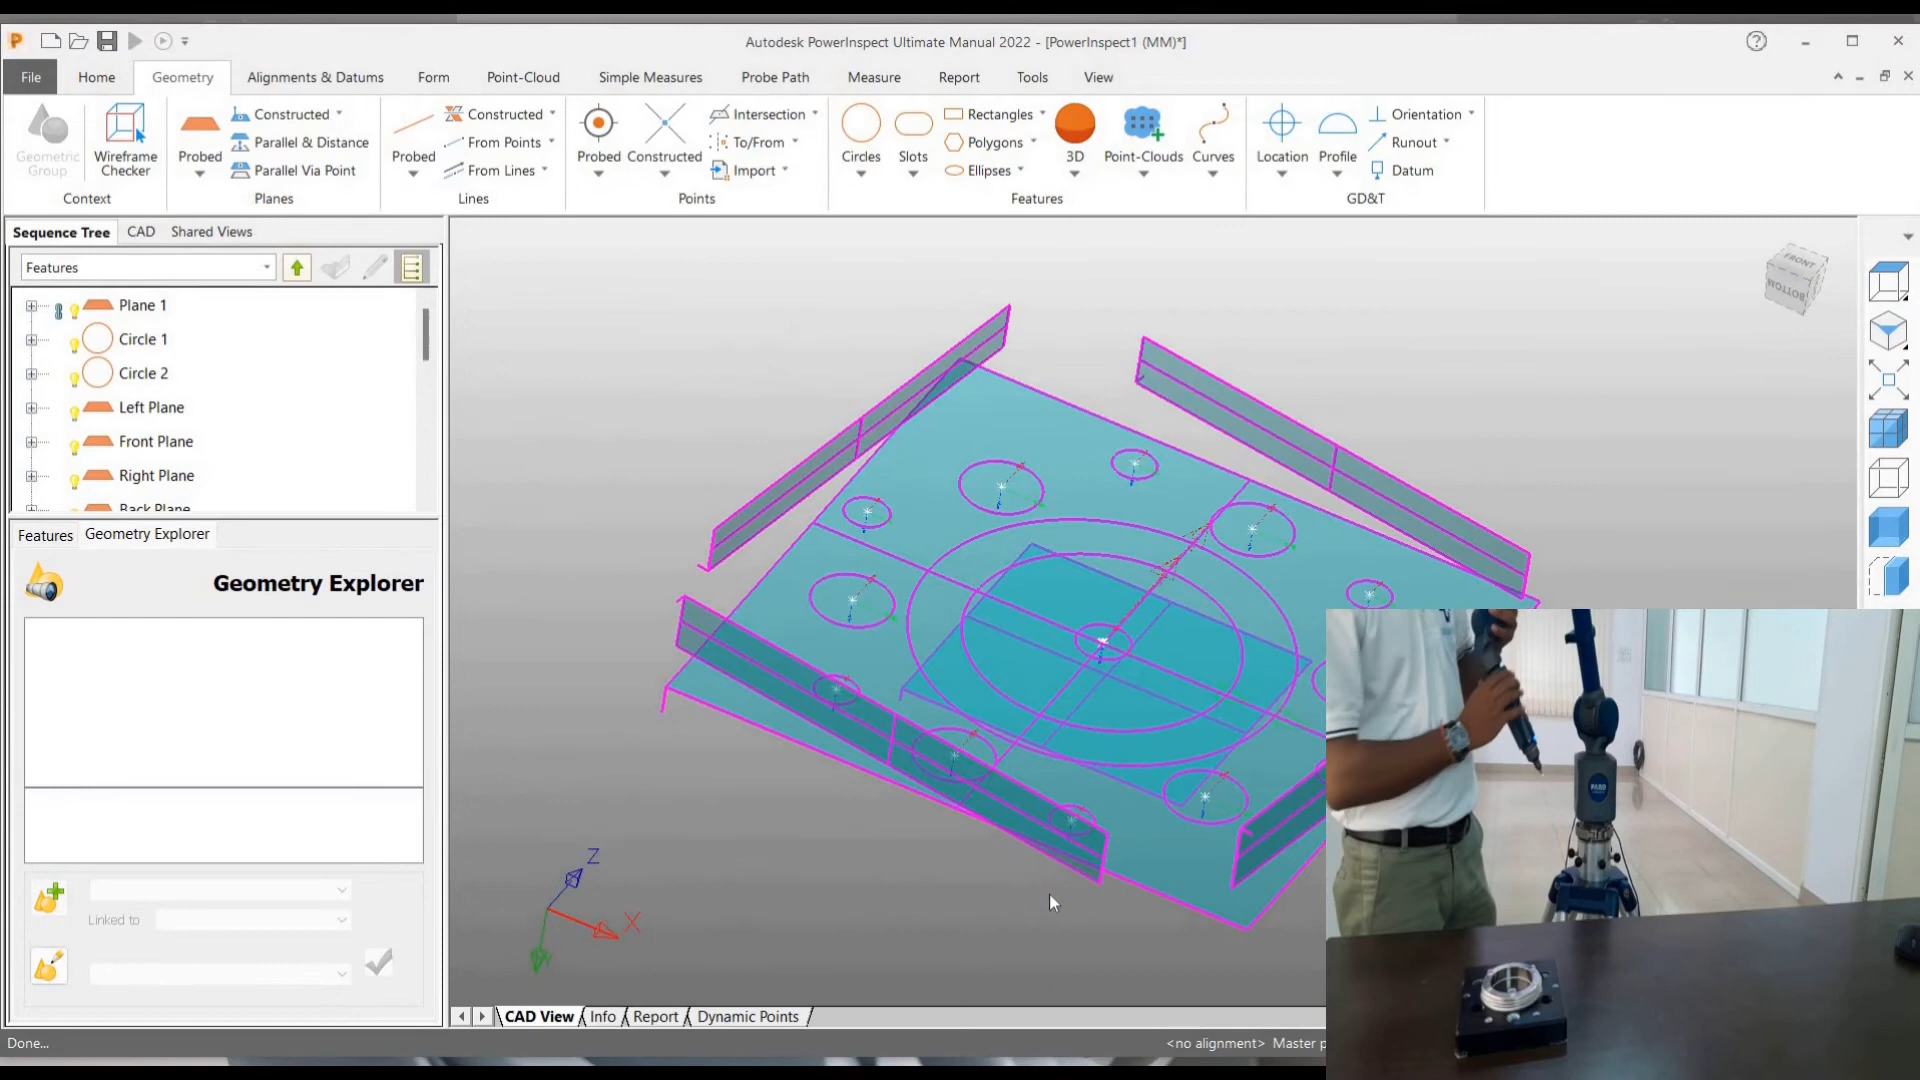 Autodesk PowerInspect Ultimate Manual 2022 - [PowerInspect1 (MM)*]
File Home Geometry Alignments & Datums Form Point-Cloud Simple Measures Probe Path Measure Report Tools View
Geometric Group
Wireframe Checker
Context
Probed
Constructed
Parallel & Distance
Parallel Via Point
Planes
Probed
Constructed
From Points
From Lines
Lines
Probed
Constructed
Intersection
To/From
Import
Points
Circles
Slots
Rectangles
Polygons
Ellipses
3D
Point-Clouds
Curves
Features
Location
Profile
Orientation
Runout
Datum
GD&T
Sequence Tree CAD Shared Views
Features
Plane 1
Circle 1
Circle 2
Left Plane
Front Plane
Right Plane
Back Plane
Features Geometry Explorer
Geometry Explorer
Linked to
FRONT
BOTTOM
Z
X
FARO
CAD View Info Report Dynamic Points
Done...
<no alignment> Master p